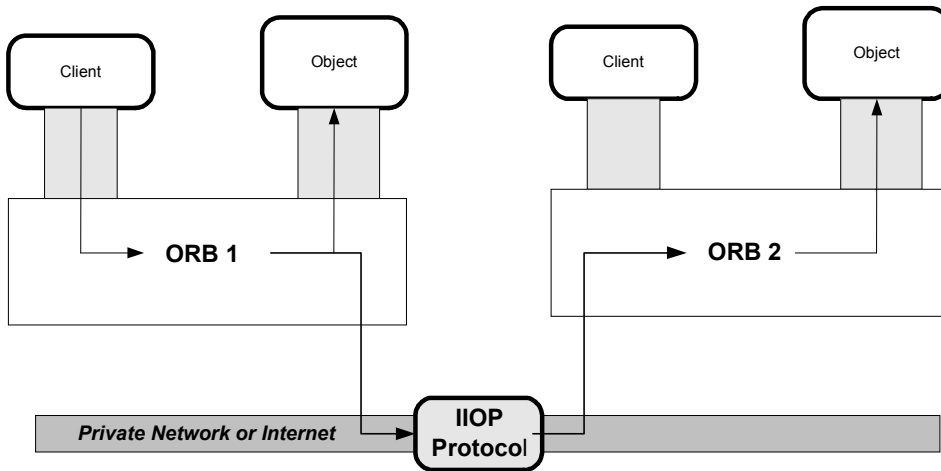 Client
Object
Client
Object
ORB 1
ORB 2
Private Network or Internet
IIOP
Protocol